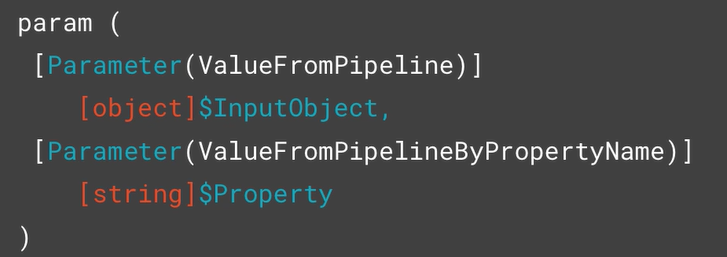 param (
[Parameter(ValueFromPipeline)]
[object]$InputObject,
[Parameter(ValueFromPipelineByPropertyName)]
[string]$Property
)